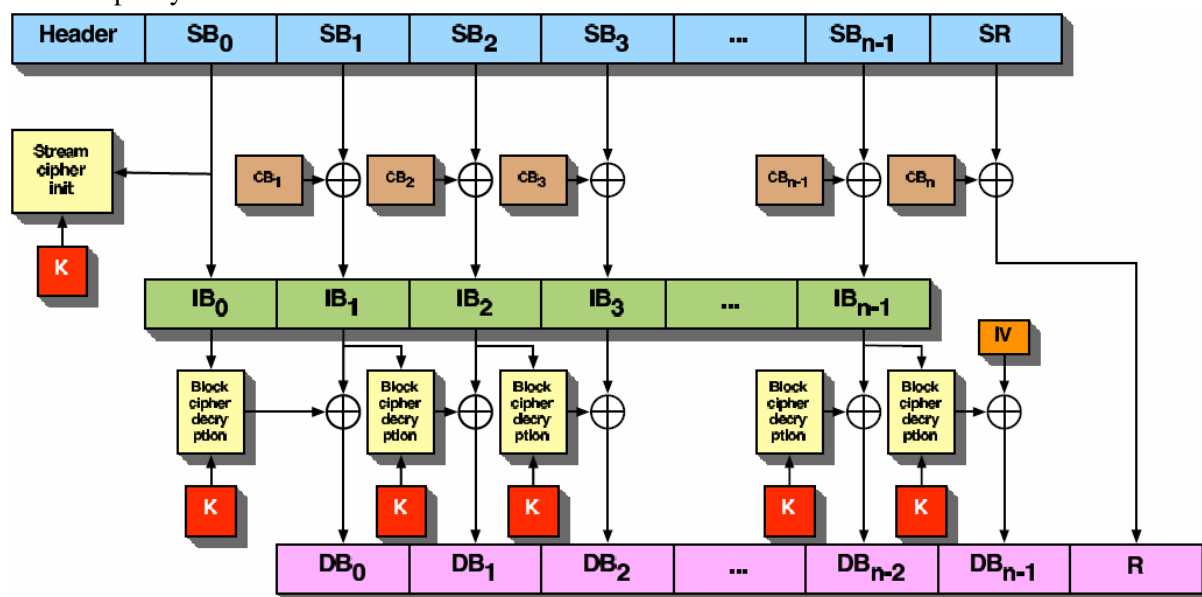 Header SB0 SB1 SB2 SB3 ... SBn-1 SR
Stream
cipher
init
CB1 CB2 CB3 CBn-1 CBn
K
IB0 IB1 IB2 IB3 ... IBn-1
IV
Block
cipher
decry
ption
Block
cipher
decry
ption
Block
cipher
decry
ption
Block
cipher
decry
ption
Block
cipher
decry
ption
K K K K K
DB0 DB1 DB2 ... DBn-2 DBn-1 R